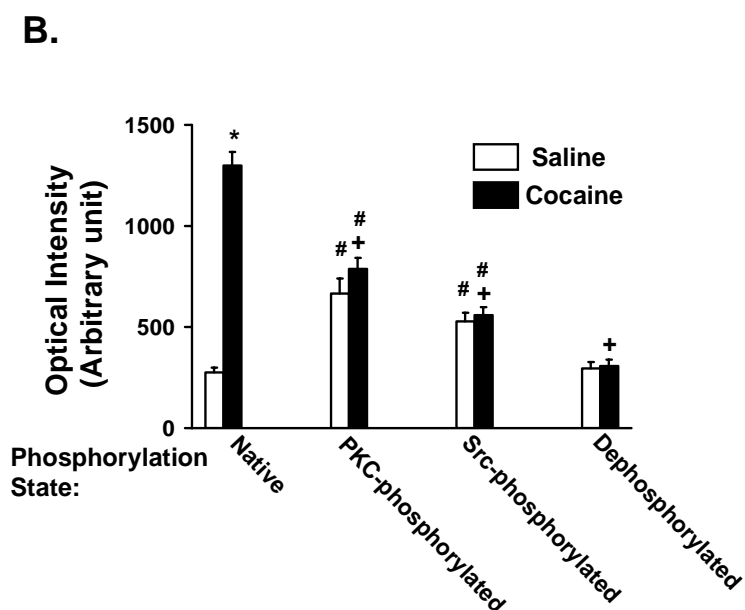 B.
1500
1000
500
0
Optical Intensity
(Arbitrary unit)
*
#
#
+
#
#
+
+
Saline
Cocaine
Phosphorylation
State:
Native
PKC-phosphorylated
Src-phosphorylated
Dephosphorylated